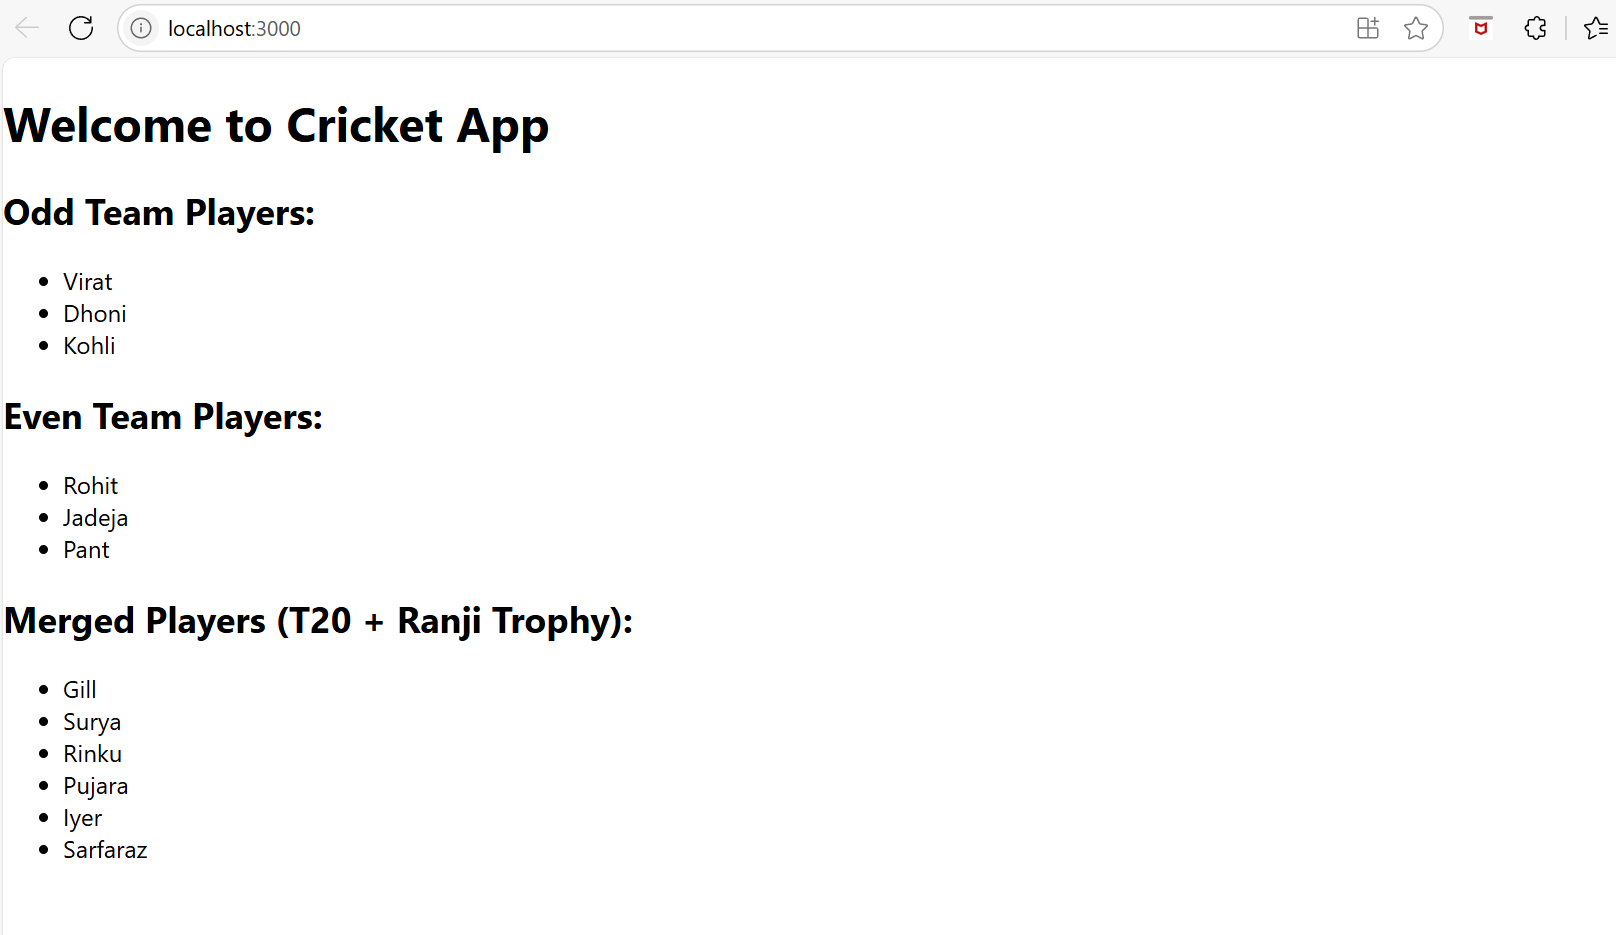 localhost:3000
Welcome to Cricket App
Odd Team Players:
Virat
Dhoni
Kohli
Even Team Players:
Rohit
Jadeja
Pant
Merged Players (T20 + Ranji Trophy):
Gill
Surya
Rinku
Pujara
Iyer
Sarfaraz